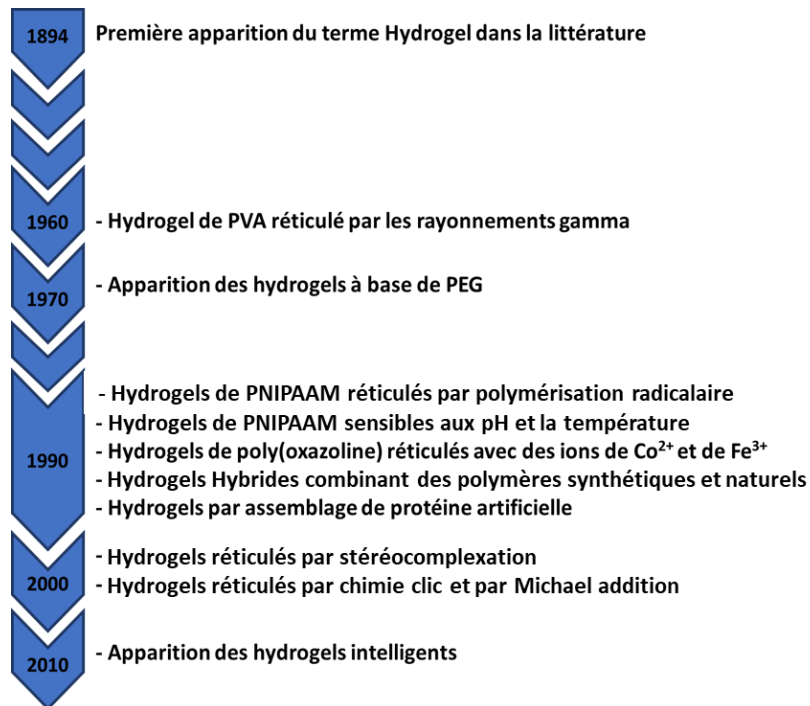 1894 Première apparition du terme Hydrogel dans la littérature
1960 - Hydrogel de PVA réticulé par les rayonnements gamma
1970 - Apparition des hydrogels à base de PEG
- Hydrogels de PNIPAAM réticulés par polymérisation radicalaire
- Hydrogels de PNIPAAM sensibles aux pH et la température
1990 - Hydrogels de poly(oxazoline) réticulés avec des ions de Co²⁺ et de Fe³⁺
- Hydrogels Hybrides combinant des polymères synthétiques et naturels
- Hydrogels par assemblage de protéine artificielle
- Hydrogels réticulés par stéréocomplexation
2000 - Hydrogels réticulés par chimie clic et par Michael addition
2010 - Apparition des hydrogels intelligents